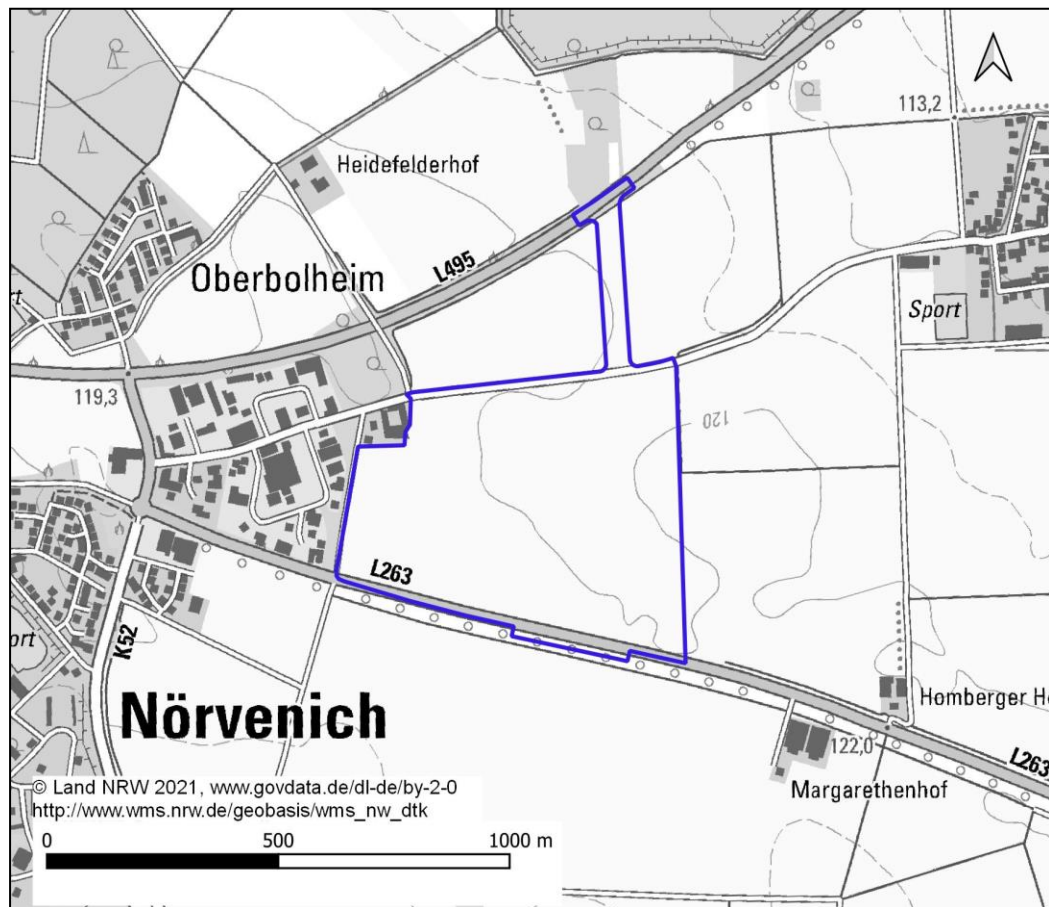 113,2
Heidefelderhof
L495
Oberbolheim
Sport
119,3
120
L263
K52
ort
Nörvenich
Homberger Ho
122,0
L263
Margarethenhof
© Land NRW 2021, www.govdata.de/dl-de/by-2-0
http://www.wms.nrw.de/geobasis/wms_nw_dtk
0 500 1000 m